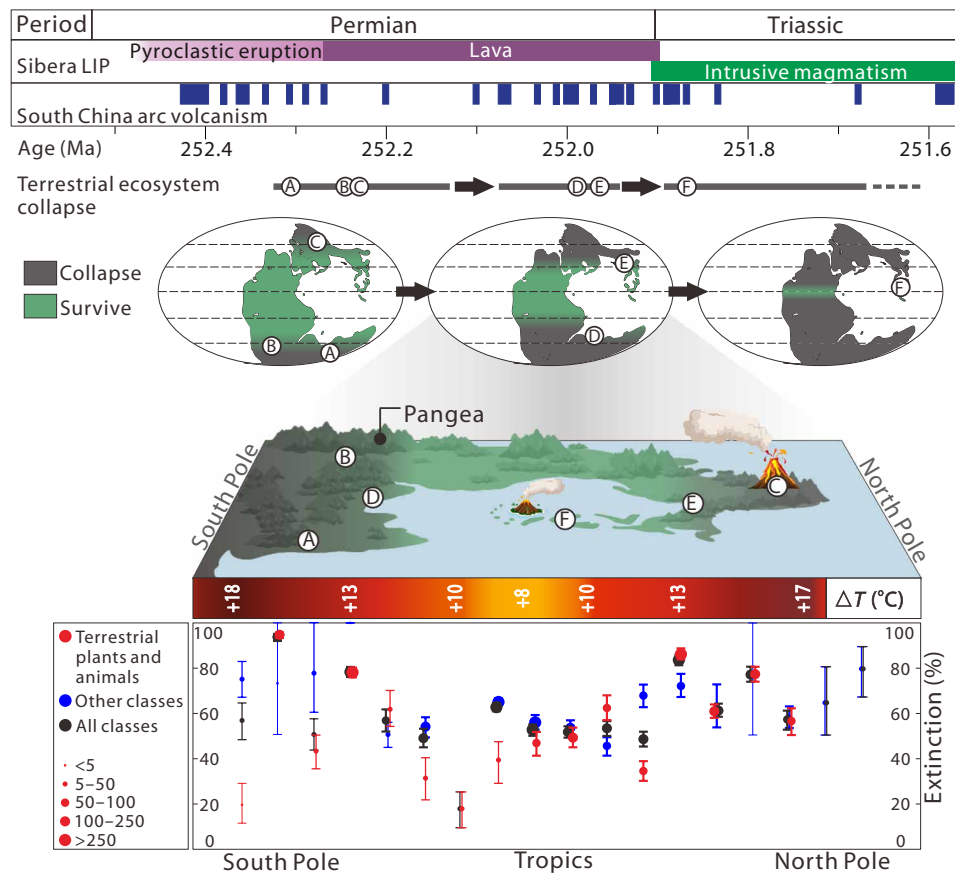 Period Permian Triassic
Sibera LIP Pyroclastic eruption Lava
Intrusive magmatism
South China arc volcanism
Age (Ma) 252.4 252.2 252.0 251.8 251.6
Terrestrial ecosystem
collapse
A B C D E F
Collapse
Survive
C E F
B A D
Pangea
B
D
A
F
E
C
South Pole
North Pole
+18 +13 +10 +8 +10 +13 +17 ΔT (°C)
Terrestrial
plants and
animals
Other classes
All classes
<5
5–50
50–100
100–250
>250
100 100
80 80
60 60
40 40
20 20
0 0
Extinction (%)
South Pole Tropics North Pole